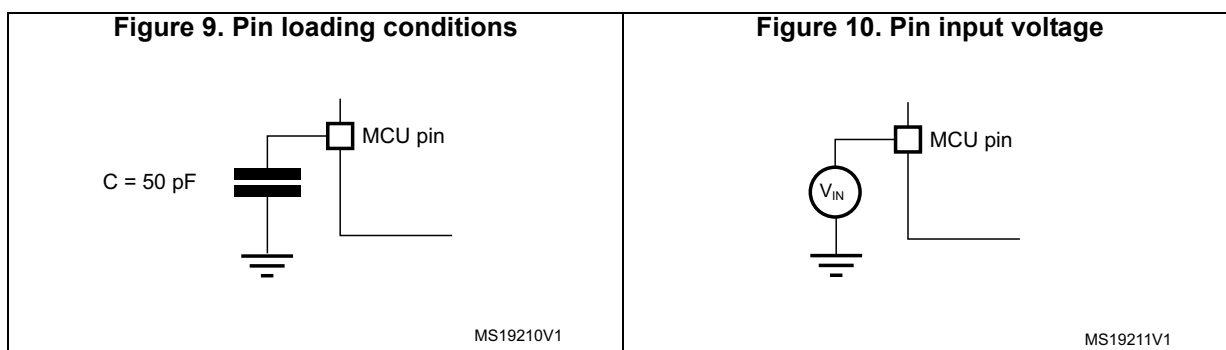 Figure 9. Pin loading conditions
MCU pin
C = 50 pF
MS19210V1
Figure 10. Pin input voltage
MCU pin
VIN
MS19211V1